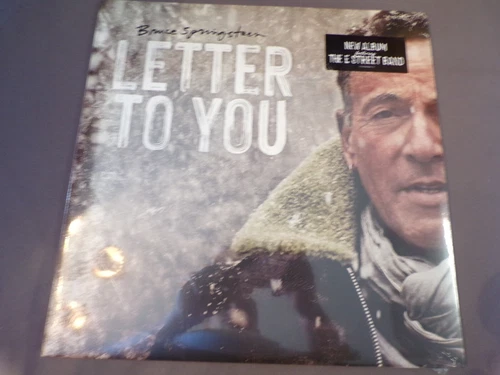 Bruce Springsteen
LETTER
TO YOU
NEW ALBUM
featuring
THE E STREET BAND